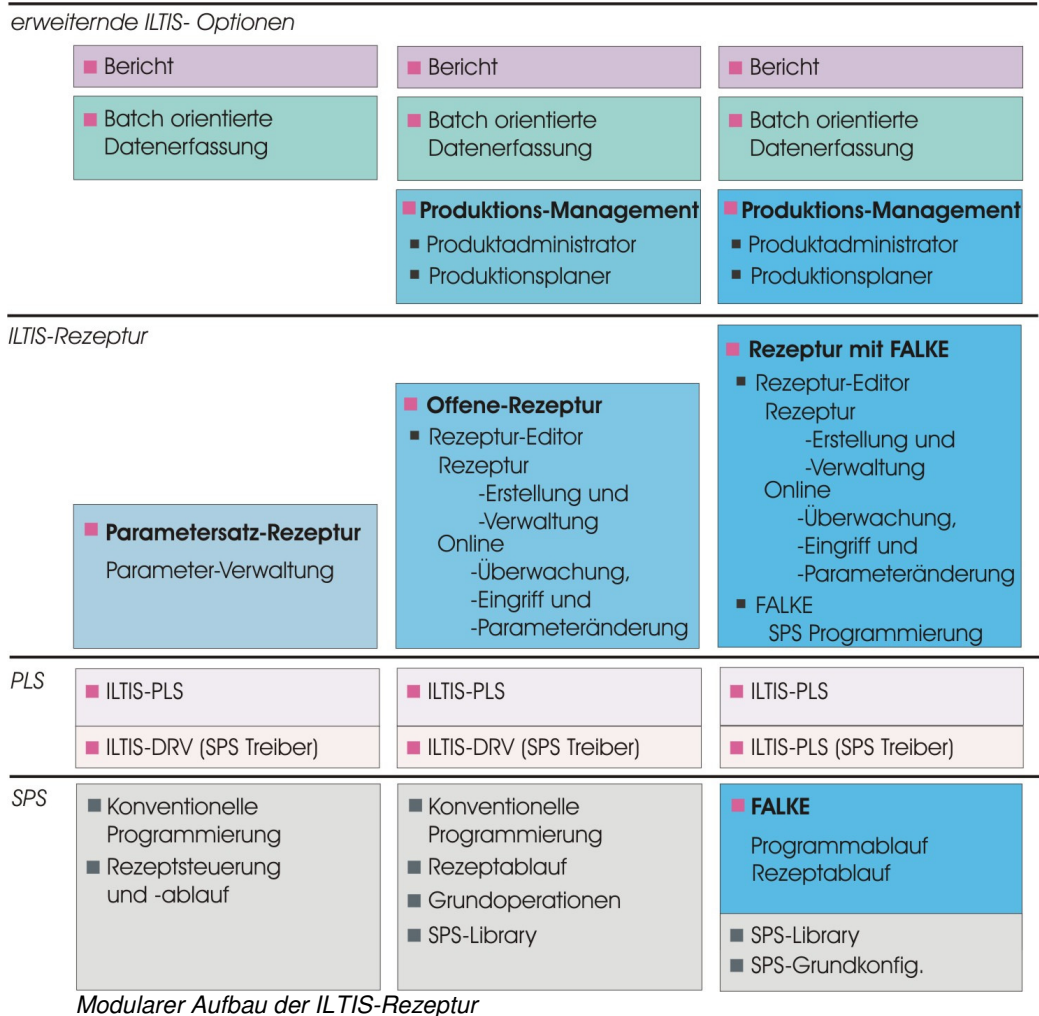 erweiternde ILTIS- Optionen
Bericht
Batch orientierte
Datenerfassung
Bericht
Batch orientierte
Datenerfassung
Produktions-Management
Produktadministrator
Produktionsplaner
Bericht
Batch orientierte
Datenerfassung
Produktions-Management
Produktadministrator
Produktionsplaner
ILTIS-Rezeptur
Parametersatz-Rezeptur
Parameter-Verwaltung
Offene-Rezeptur
Rezeptur-Editor
Rezeptur
-Erstellung und
-Verwaltung
Online
-Überwachung,
-Eingriff und
-Parameteränderung
Rezeptur mit FALKE
Rezeptur-Editor
Rezeptur
-Erstellung und
-Verwaltung
Online
-Überwachung,
-Eingriff und
-Parameteränderung
FALKE
SPS Programmierung
PLS
ILTIS-PLS
ILTIS-DRV (SPS Treiber)
ILTIS-PLS
ILTIS-DRV (SPS Treiber)
ILTIS-PLS
ILTIS-PLS (SPS Treiber)
SPS
Konventionelle
Programmierung
Rezeptsteuerung
und -ablauf
Konventionelle
Programmierung
Rezeptablauf
Grundoperationen
SPS-Library
FALKE
Programmablauf
Rezeptablauf
SPS-Library
SPS-Grundkonfig.
Modularer Aufbau der ILTIS-Rezeptur